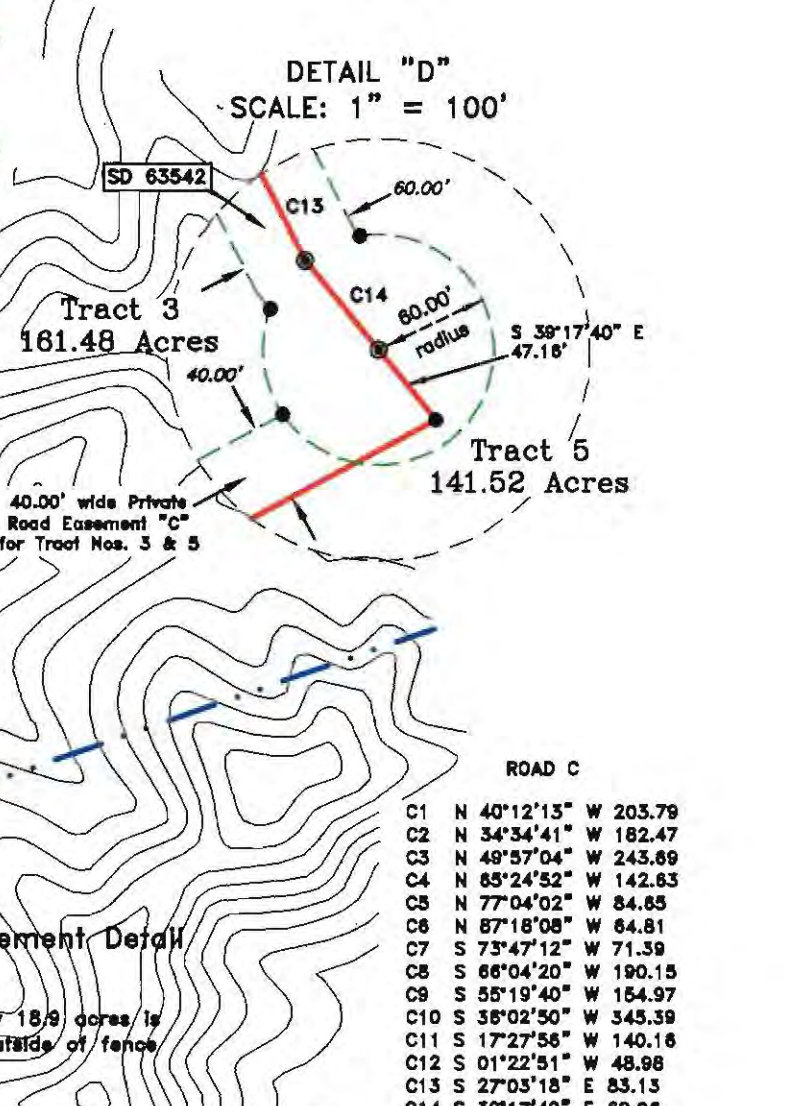 DETAIL "D"
SCALE: 1" = 100'
SD 63542
C13
60.00'
Tract 3
161.48 Acres
C14
60.00'
radius
S 39°17'40" E
47.16'
40.00'
Tract 5
141.52 Acres
40.00' wide Private
Road Easement "C"
for Tract Nos. 3 & 5
ROAD C
C1 N 40°12'13" W 203.79
C2 N 34°34'41" W 182.47
C3 N 49°57'04" W 243.69
C4 N 65°24'52" W 142.63
C5 N 77°04'02" W 84.65
C6 N 87°18'08" W 64.81
C7 S 73°47'12" W 71.39
C8 S 66°04'20" W 190.15
C9 S 55°19'40" W 154.97
C10 S 36°02'50" W 345.39
C11 S 17°27'56" W 140.16
C12 S 01°22'51" W 48.98
C13 S 27°03'18" E 83.13
ement Detail
18.9 acres is
utside of fence